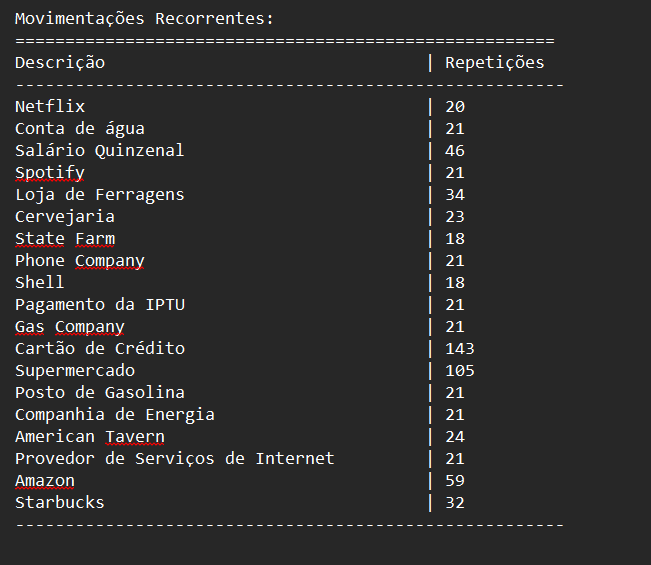 Movimentações Recorrentes:
======================================================
Descrição | Repetições
-------------------------------------------------------
Netflix | 20
Conta de água | 21
Salário Quinzenal | 46
Spotify | 21
Loja de Ferragens | 34
Cervejaria | 23
State Farm | 18
Phone Company | 21
Shell | 18
Pagamento da IPTU | 21
Gas Company | 21
Cartão de Crédito | 143
Supermercado | 105
Posto de Gasolina | 21
Companhia de Energia | 21
American Tavern | 24
Provedor de Serviços de Internet | 21
Amazon | 59
Starbucks | 32
-------------------------------------------------------